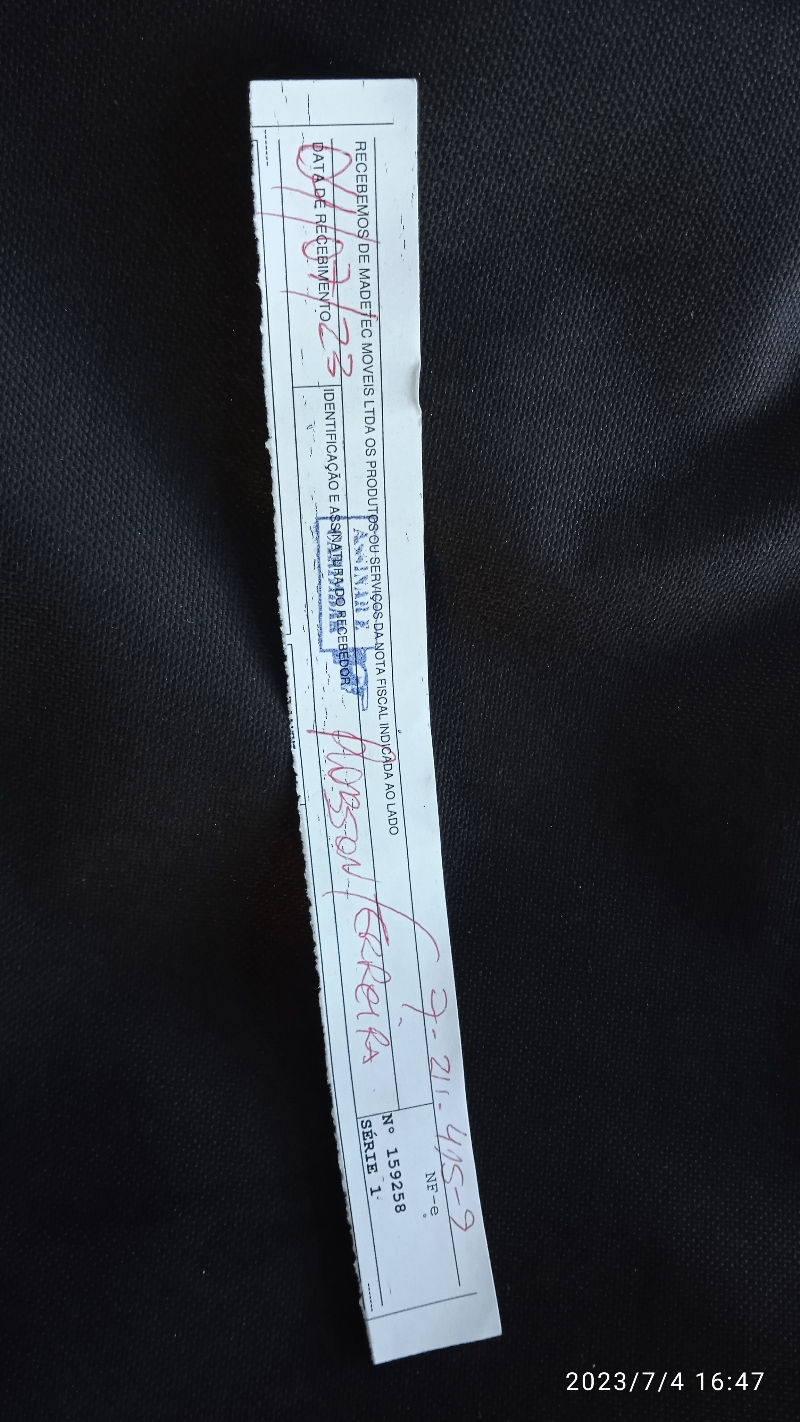 7-211.415-9
RECEBEMOS DE MADETEC MOVEIS LTDA OS PRODUTOS OU SERVIÇOS DA NOTA FISCAL INDICADA AO LADO
NF-e
DATA DE RECEBIMENTO
04/07/23
IDENTIFICAÇÃO E ASSINATURA DO RECEBEDOR
ASSINAR E
ROBSON FERREIRA
Nº 159258
SÉRIE 1
2023/7/4 16:47